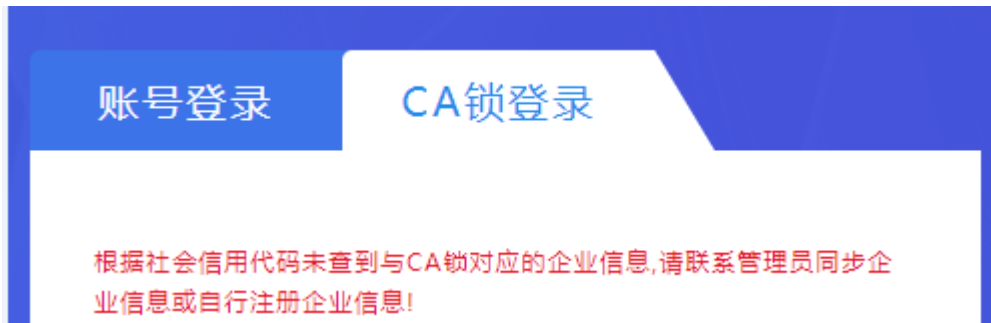 账号登录
CA锁登录
根据社会信用代码未查到与CA锁对应的企业信息,请联系管理员同步企
业信息或自行注册企业信息!